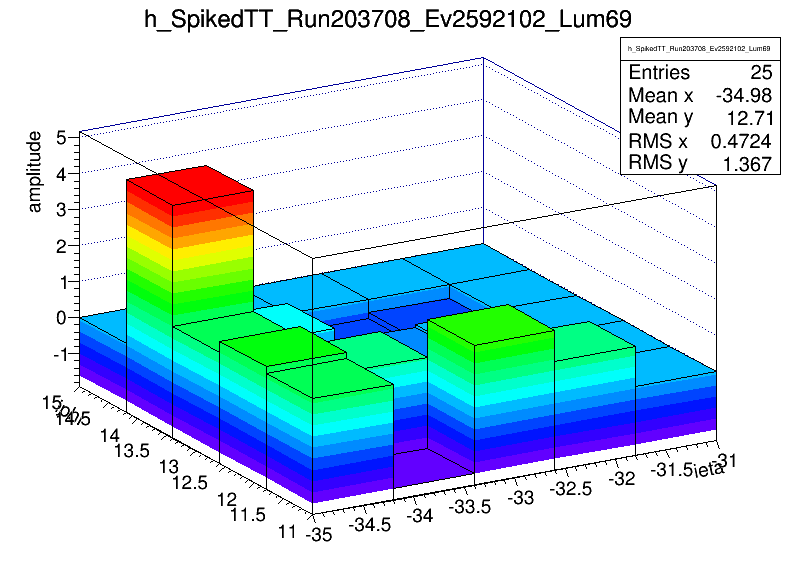 h_SpikedTT_Run203708_Ev2592102_Lum69
h_SpikedTT_Run203708_Ev2592102_Lum69
Entries 25
Mean x -34.98
Mean y 12.71
RMS x 0.4724
RMS y 1.367
amplitude
5
4
3
2
1
0
-1
15
14.5
14
13.5
13
12.5
12
11.5
11
-35
-34.5
-34
-33.5
-33
-32.5
-32
-31.5
-31
ieta